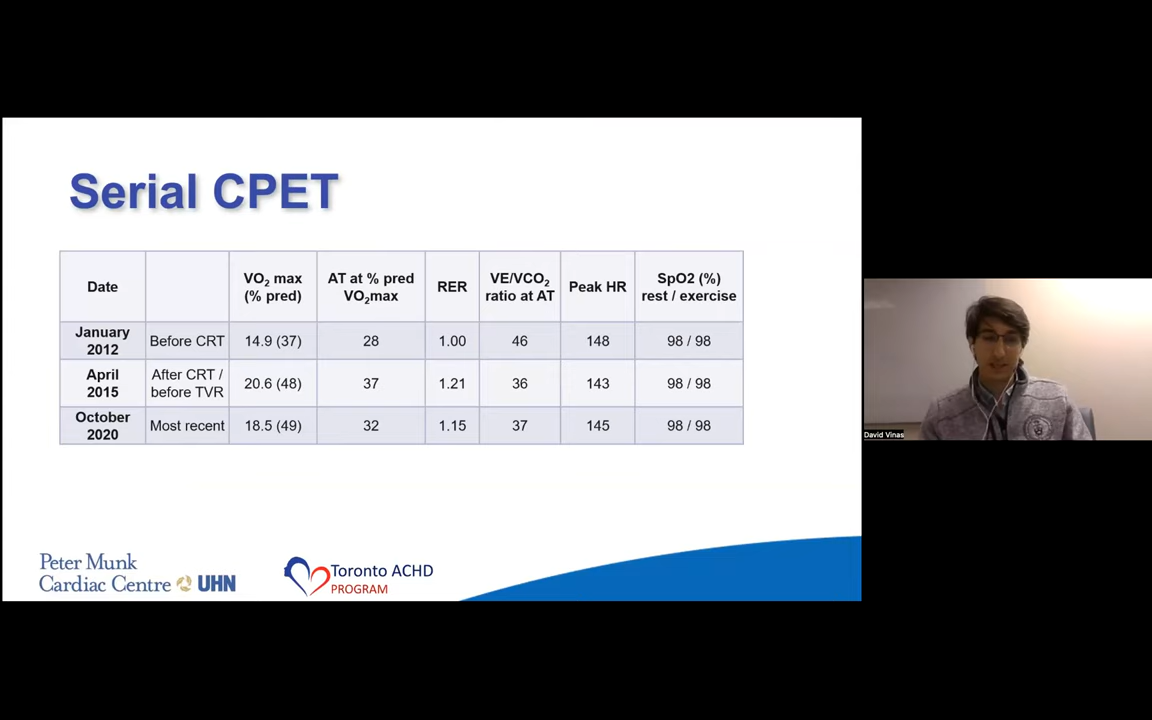 Serial CPET
Date
VO2 max
(% pred)
AT at % pred
VO2max
RER
VE/VCO2
ratio at AT
Peak HR
SpO2 (%)
rest / exercise
January
2012
Before CRT
14.9 (37)
28
1.00
46
148
98 / 98
April
2015
After CRT /
before TVR
20.6 (48)
37
1.21
36
143
98 / 98
October
2020
Most recent
18.5 (49)
32
1.15
37
145
98 / 98
Peter Munk
Cardiac Centre UHN
Toronto ACHD
PROGRAM
David Vinas